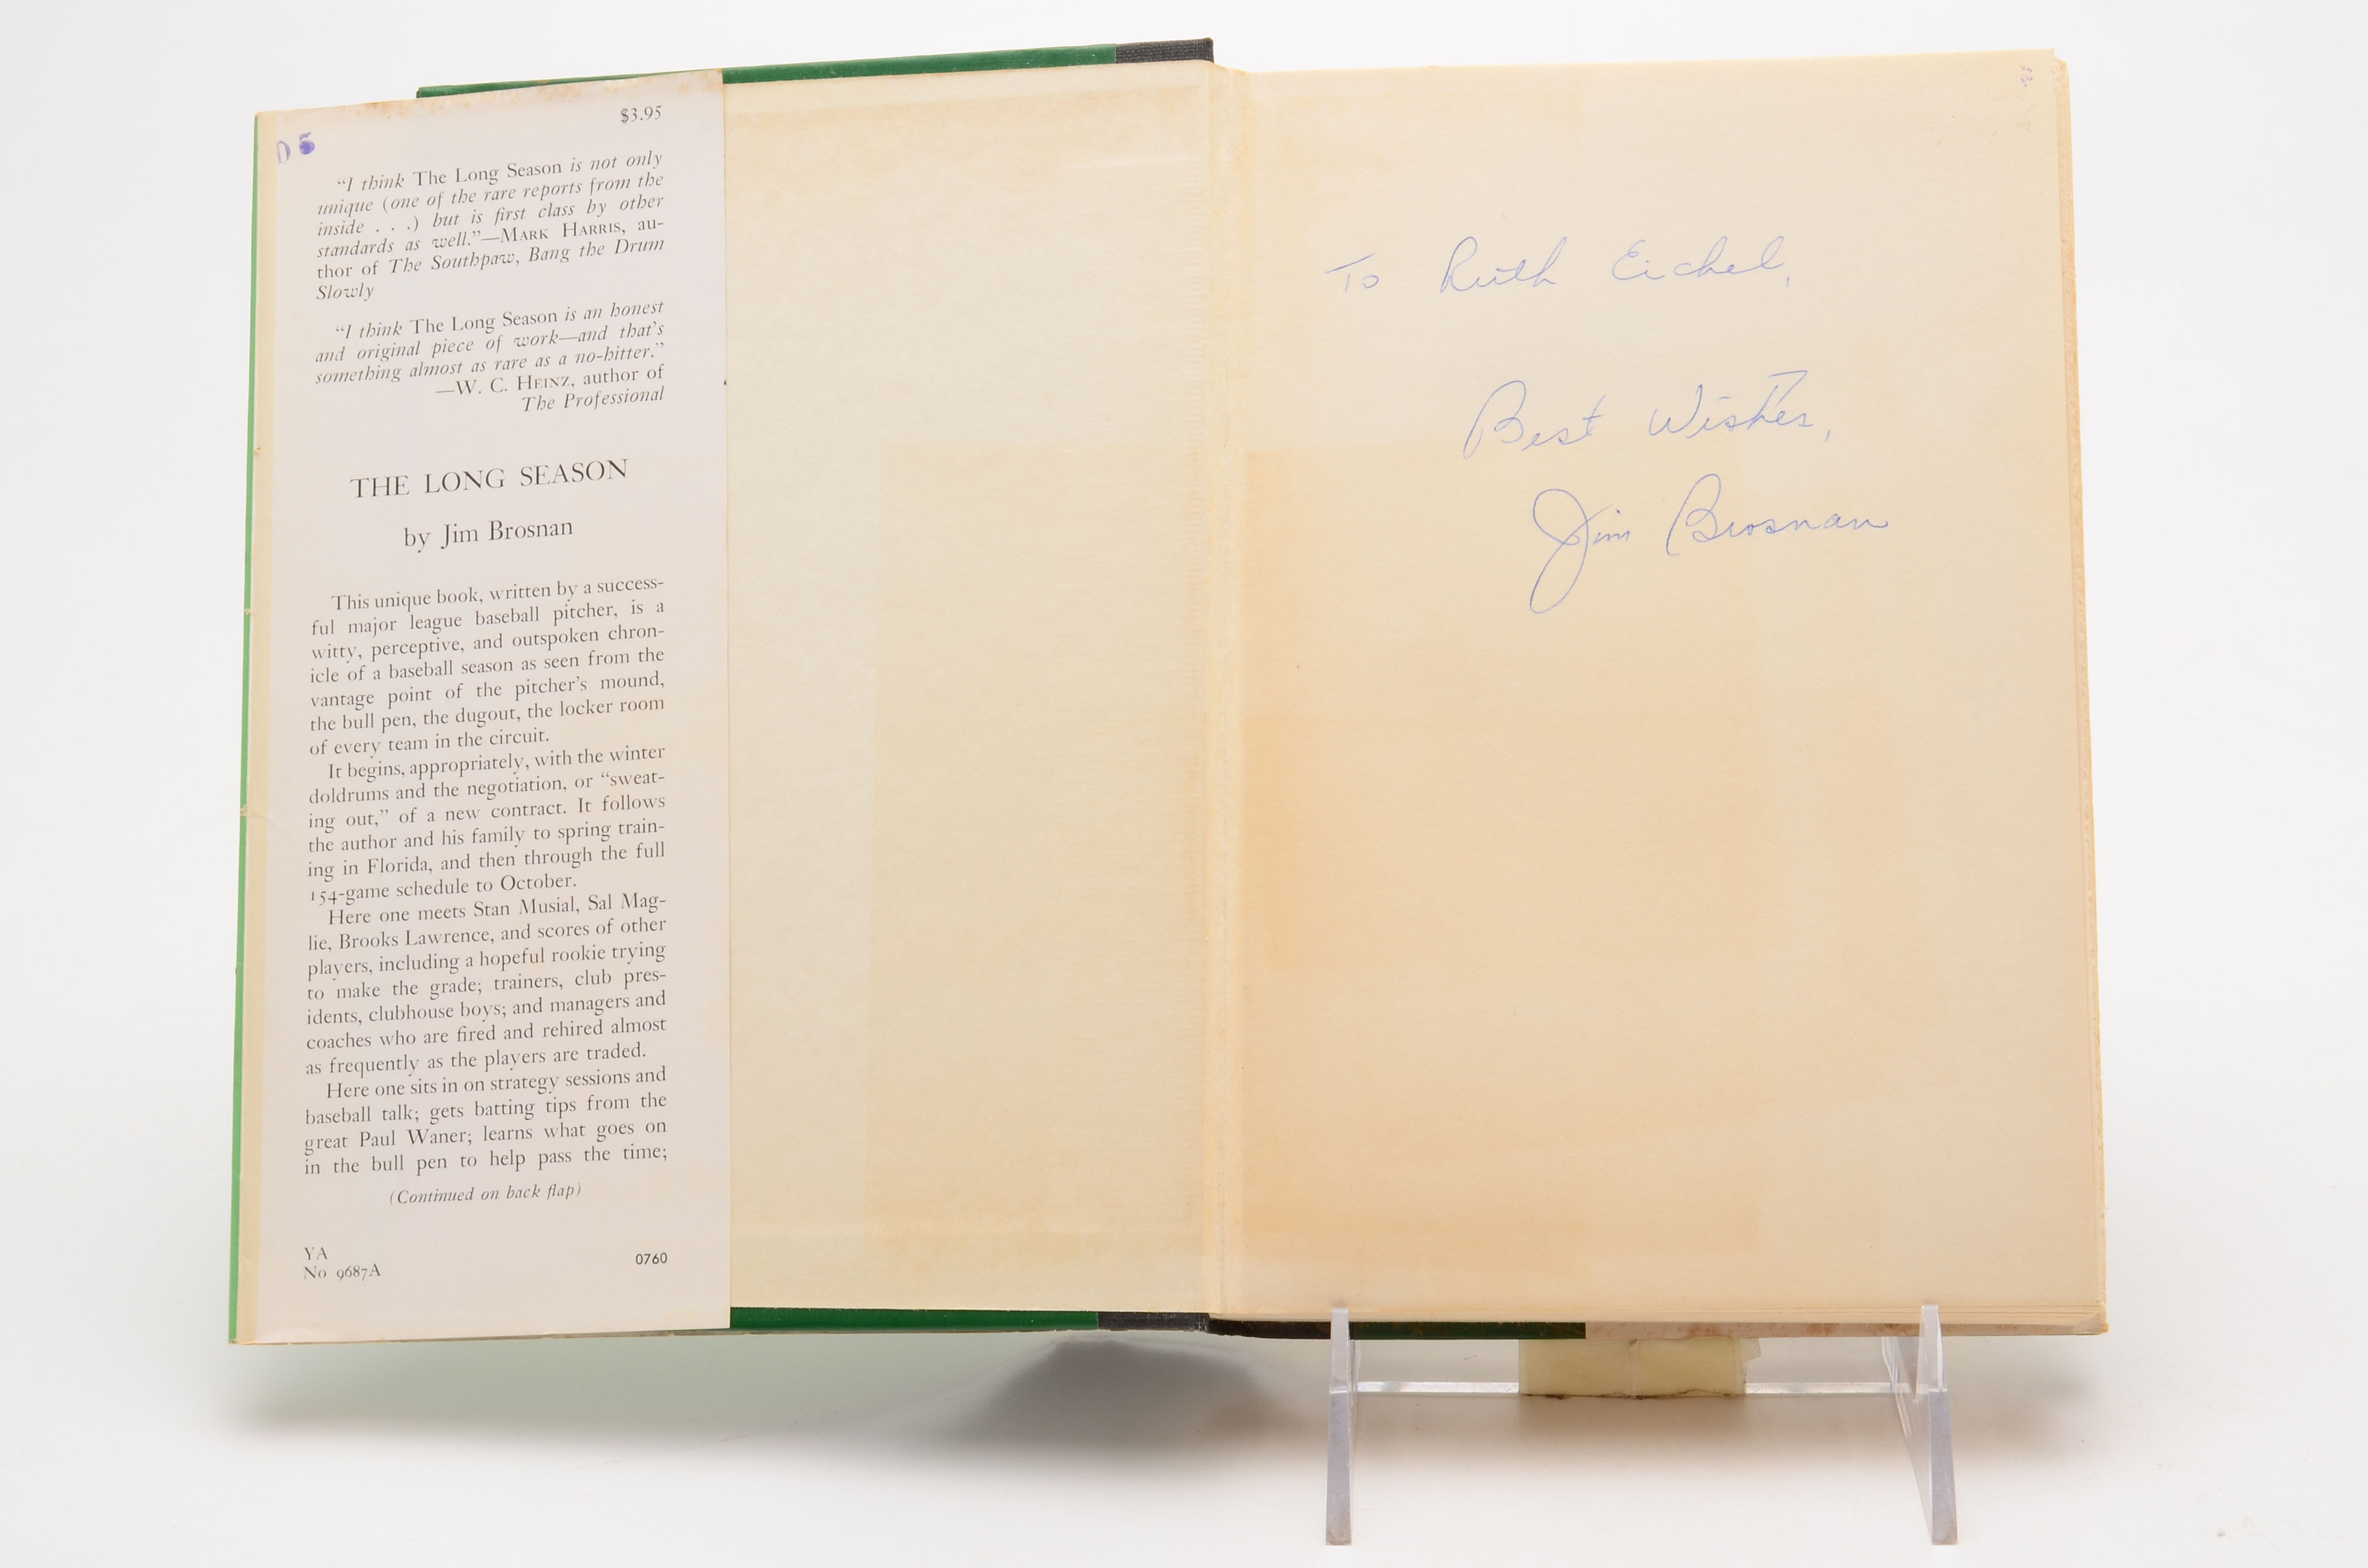 D 5
$3.95
“I think The Long Season is not only
unique (one of the rare reports from the
inside . . .) but is first class by other
standards as well.”—MARK HARRIS, au-
thor of The Southpaw, Bang the Drum
Slowly
“I think The Long Season is an honest
and original piece of work—and that’s
something almost as rare as a no-hitter.”
—W. C. HEINZ, author of
The Professional
THE LONG SEASON
by Jim Brosnan
This unique book, written by a success-
ful major league baseball pitcher, is a
witty, perceptive, and outspoken chron-
icle of a baseball season as seen from the
vantage point of the pitcher’s mound,
the bull pen, the dugout, the locker room
of every team in the circuit.
It begins, appropriately, with the winter
doldrums and the negotiation, or “sweat-
ing out,” of a new contract. It follows
the author and his family to spring train-
ing in Florida, and then through the full
154-game schedule to October.
Here one meets Stan Musial, Sal Mag-
lie, Brooks Lawrence, and scores of other
players, including a hopeful rookie trying
to make the grade; trainers, club pres-
idents, clubhouse boys; and managers and
coaches who are fired and rehired almost
as frequently as the players are traded.
Here one sits in on strategy sessions and
baseball talk; gets batting tips from the
great Paul Waner; learns what goes on
in the bull pen to help pass the time;
(Continued on back flap)
YA
No 9687A
0760
To Ruth Eichel,
Best Wishes,
Jim Brosnan